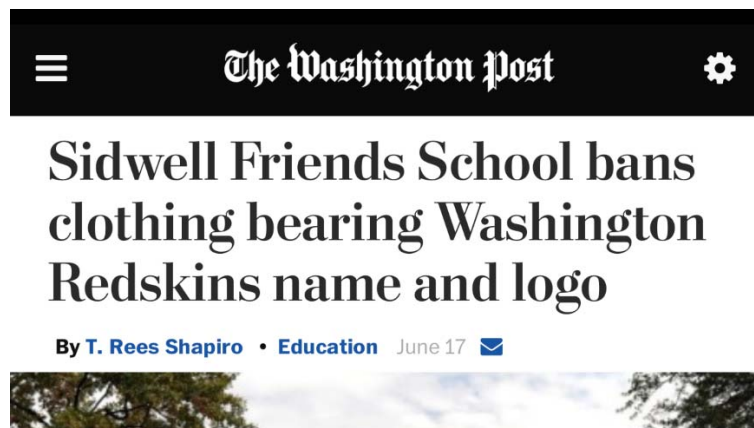 The Washington Post
Sidwell Friends School bans
clothing bearing Washington
Redskins name and logo
By T. Rees Shapiro • Education June 17